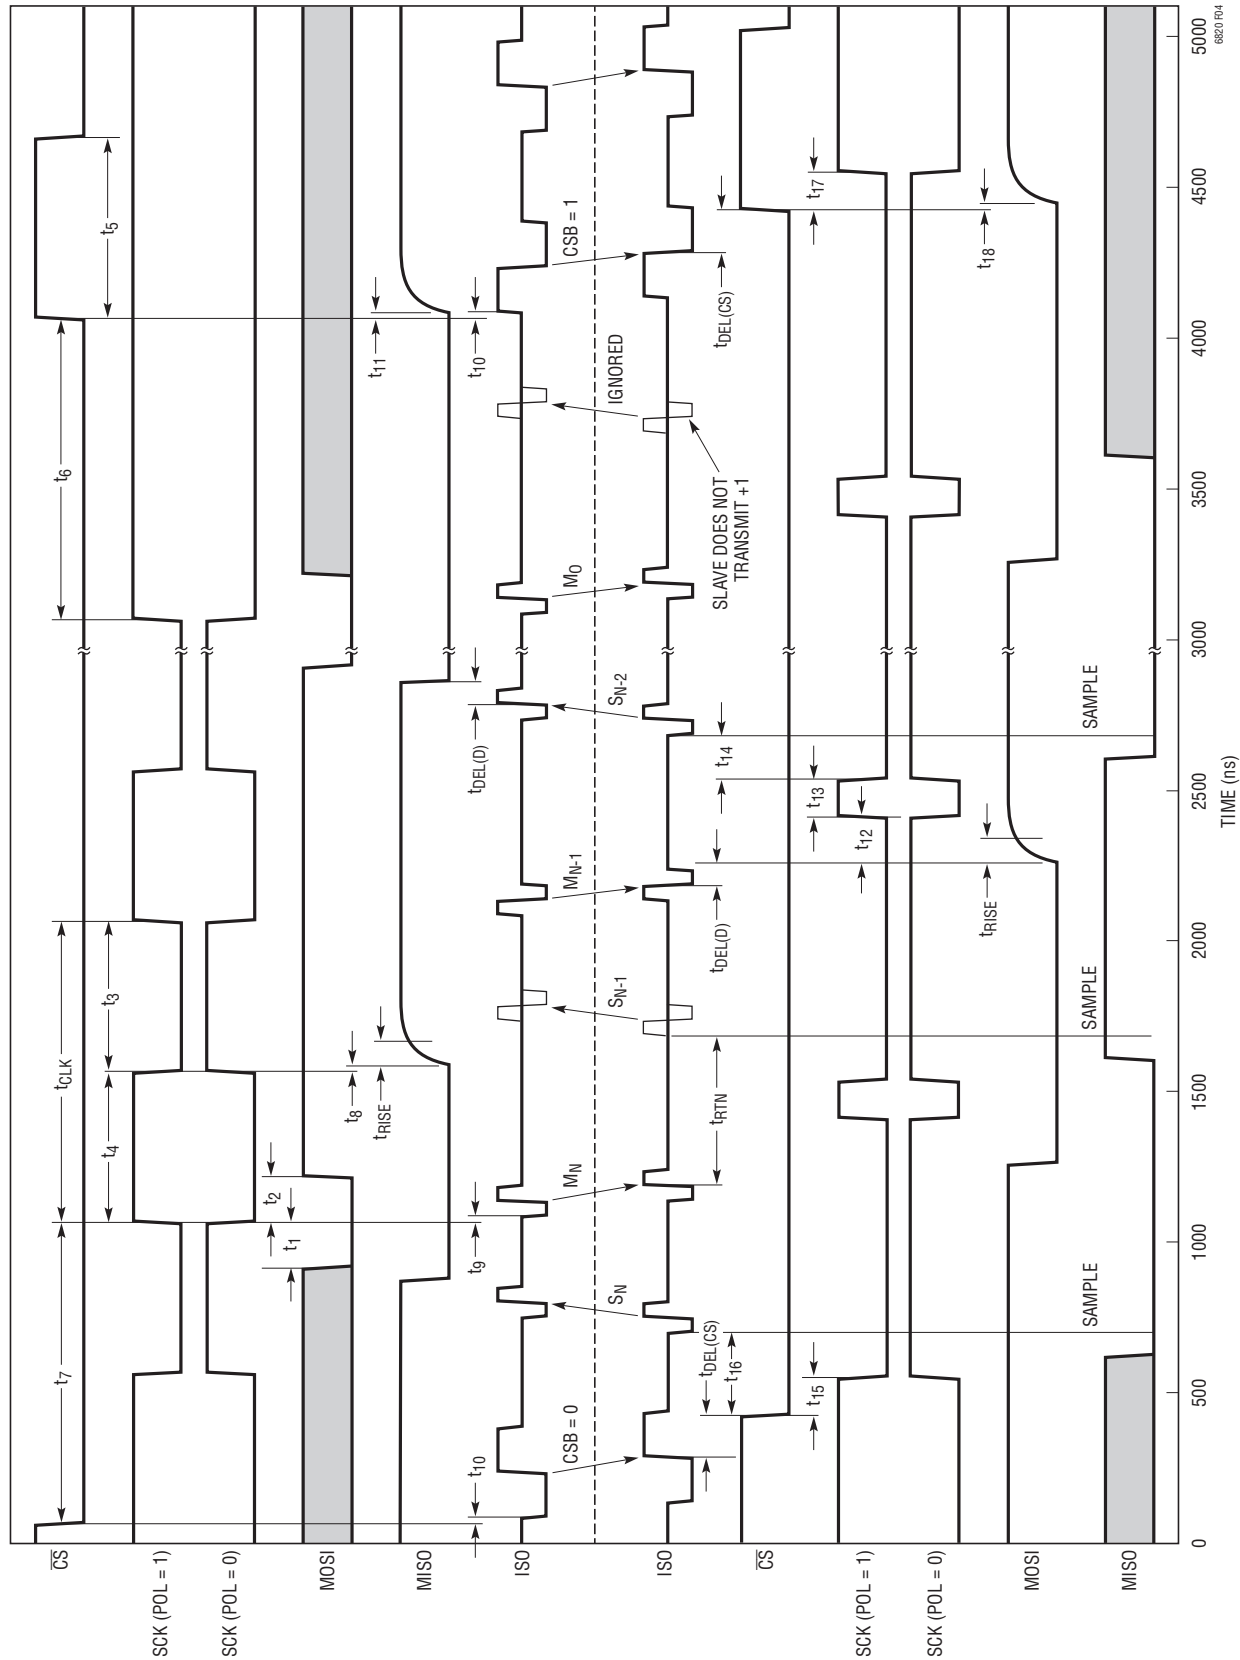 CS
SCK (POL = 1)
SCK (POL = 0)
MOSI
MISO
ISO
ISO
CS
SCK (POL = 1)
SCK (POL = 0)
MOSI
MISO
t7
t6
t5
tCLK
t4
t3
t1
t2
t8
tRISE
t11
t10
t9
tDEL(D)
t10
CSB = 0
SN
MN
SN-1
MN-1
SN-2
MO
IGNORED
CSB = 1
SLAVE DOES NOT
TRANSMIT +1
tDEL(CS)
t16
tRTN
tDEL(D)
t14
tDEL(CS)
t15
t12
t13
t17
tRISE
t18
SAMPLE
SAMPLE
SAMPLE
0
500
1000
1500
2000
2500
3000
3500
4000
4500
5000
TIME (ns)
6820 F04